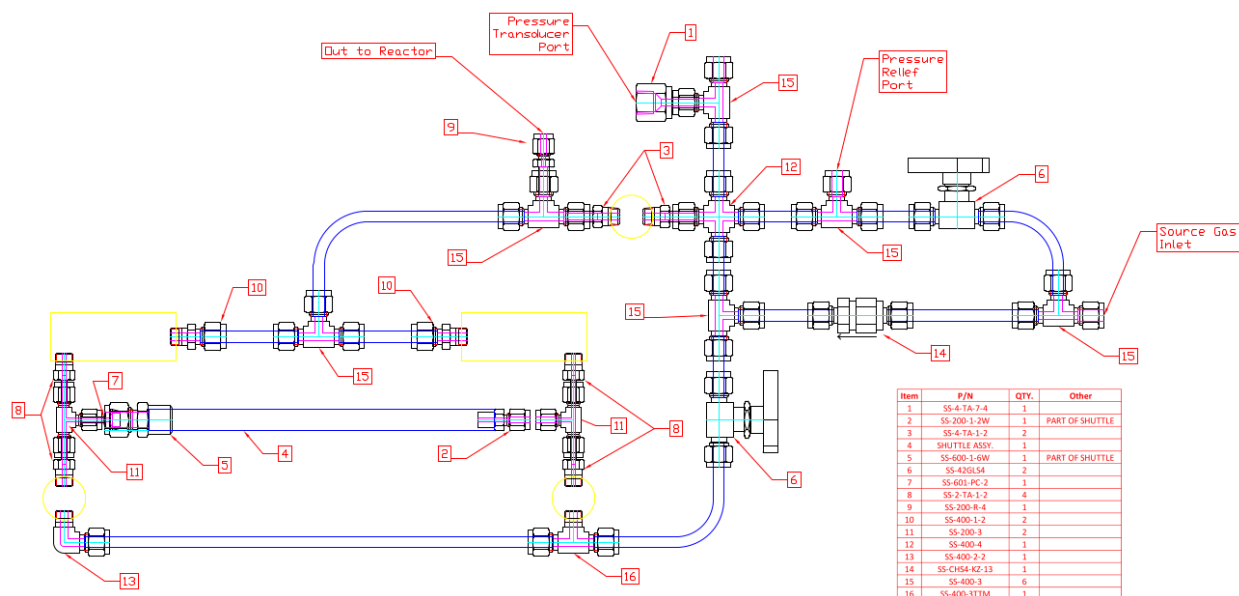 Pressure
Transducer
Port
1
Out to Reactor
15
Pressure
Relief
Port
9
3
12
6
15
15
Source Gas
Inlet
10
10
15
15
14
15
7
8
11
5
4
2
11
8
6
13
16
Item P/N QTY. Other
1 SS-4-TA-7-4 1
2 SS-200-1-2W 1 PART OF SHUTTLE
3 SS-4-TA-1-2 2
4 SHUTTLE ASSY. 1
5 SS-600-1-6W 1 PART OF SHUTTLE
6 SS-42GLS4 2
7 SS-601-PC-2 1
8 SS-2-TA-1-2 4
9 SS-200-R-4 1
10 SS-400-1-2 2
11 SS-200-3 2
12 SS-400-4 1
13 SS-400-2-2 1
14 SS-CHS4-KZ-13 1
15 SS-400-3 6
16 SS-400-3TTM 1